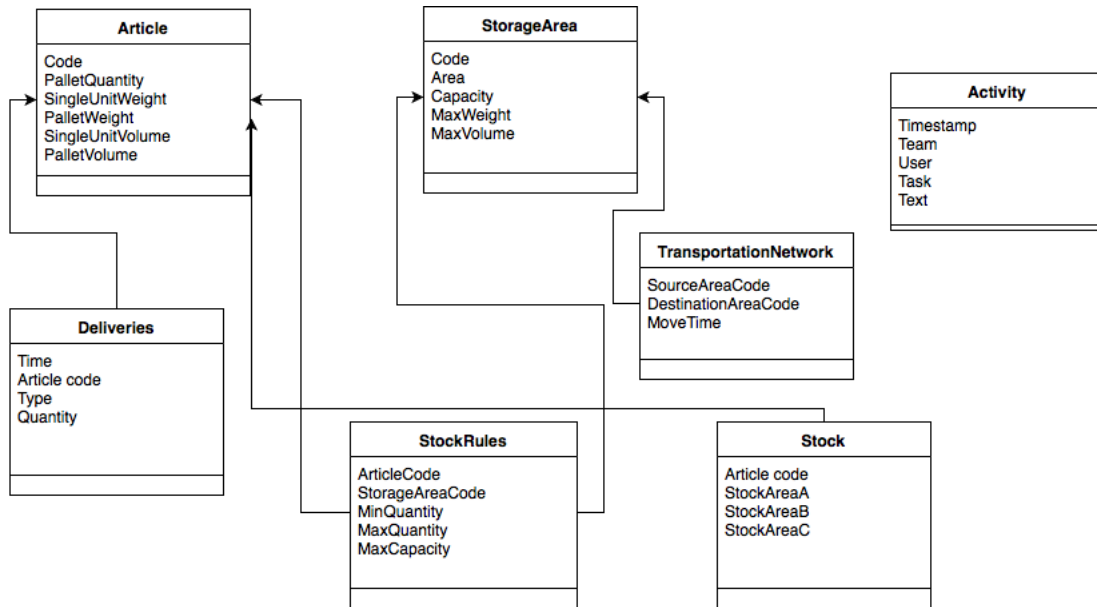 Article
Code
PalletQuantity
SingleUnitWeight
PalletWeight
SingleUnitVolume
PalletVolume
StorageArea
Code
Area
Capacity
MaxWeight
MaxVolume
Activity
Timestamp
Team
User
Task
Text
TransportationNetwork
SourceAreaCode
DestinationAreaCode
MoveTime
Deliveries
Time
Article code
Type
Quantity
StockRules
ArticleCode
StorageAreaCode
MinQuantity
MaxQuantity
MaxCapacity
Stock
Article code
StockAreaA
StockAreaB
StockAreaC